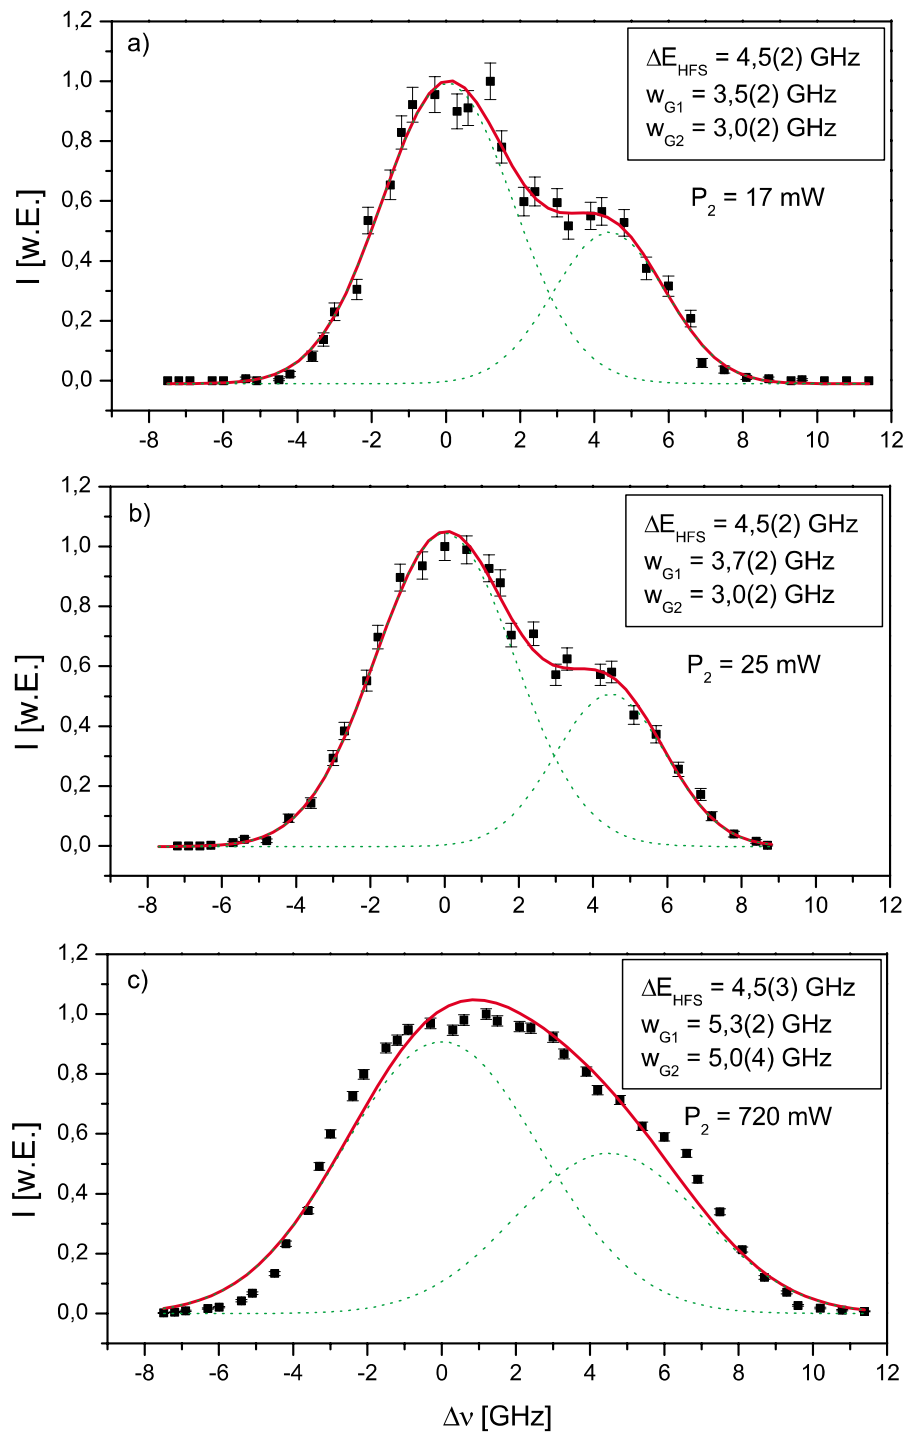 1,2
a)
ΔE_HFS = 4,5(2) GHz
w_G1 = 3,5(2) GHz
w_G2 = 3,0(2) GHz
P_2 = 17 mW
1,0
0,8
0,6
0,4
0,2
0,0
I [w.E.]
-8 -6 -4 -2 0 2 4 6 8 10 12
1,2
b)
ΔE_HFS = 4,5(2) GHz
w_G1 = 3,7(2) GHz
w_G2 = 3,0(2) GHz
P_2 = 25 mW
1,0
0,8
0,6
0,4
0,2
0,0
I [w.E.]
-8 -6 -4 -2 0 2 4 6 8 10 12
1,2
c)
ΔE_HFS = 4,5(3) GHz
w_G1 = 5,3(2) GHz
w_G2 = 5,0(4) GHz
P_2 = 720 mW
1,0
0,8
0,6
0,4
0,2
0,0
I [w.E.]
-8 -6 -4 -2 0 2 4 6 8 10 12
Δν [GHz]